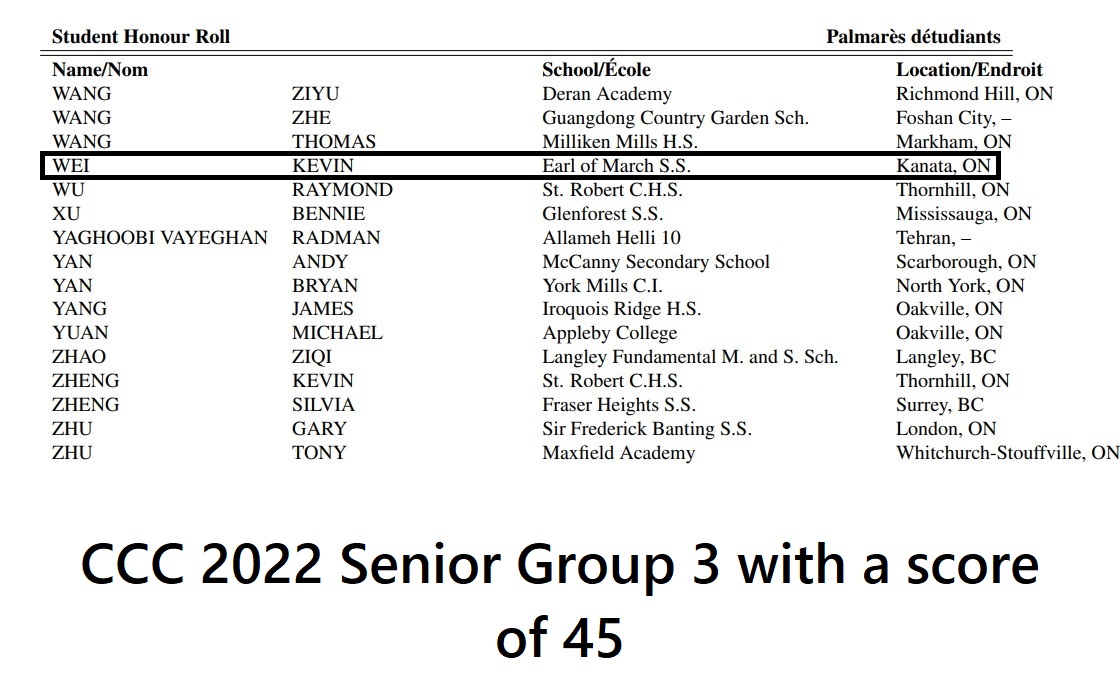 Student Honour Roll Palmarès détudiants
Name/Nom School/École Location/Endroit
WANG ZIYU Deran Academy Richmond Hill, ON
WANG ZHE Guangdong Country Garden Sch. Foshan City, –
WANG THOMAS Milliken Mills H.S. Markham, ON
WEI KEVIN Earl of March S.S. Kanata, ON
WU RAYMOND St. Robert C.H.S. Thornhill, ON
XU BENNIE Glenforest S.S. Mississauga, ON
YAGHOOBI VAYEGHAN RADMAN Allameh Helli 10 Tehran, –
YAN ANDY McCanny Secondary School Scarborough, ON
YAN BRYAN York Mills C.I. North York, ON
YANG JAMES Iroquois Ridge H.S. Oakville, ON
YUAN MICHAEL Appleby College Oakville, ON
ZHAO ZIQI Langley Fundamental M. and S. Sch. Langley, BC
ZHENG KEVIN St. Robert C.H.S. Thornhill, ON
ZHENG SILVIA Fraser Heights S.S. Surrey, BC
ZHU GARY Sir Frederick Banting S.S. London, ON
ZHU TONY Maxfield Academy Whitchurch-Stouffville, ON
CCC 2022 Senior Group 3 with a score
of 45